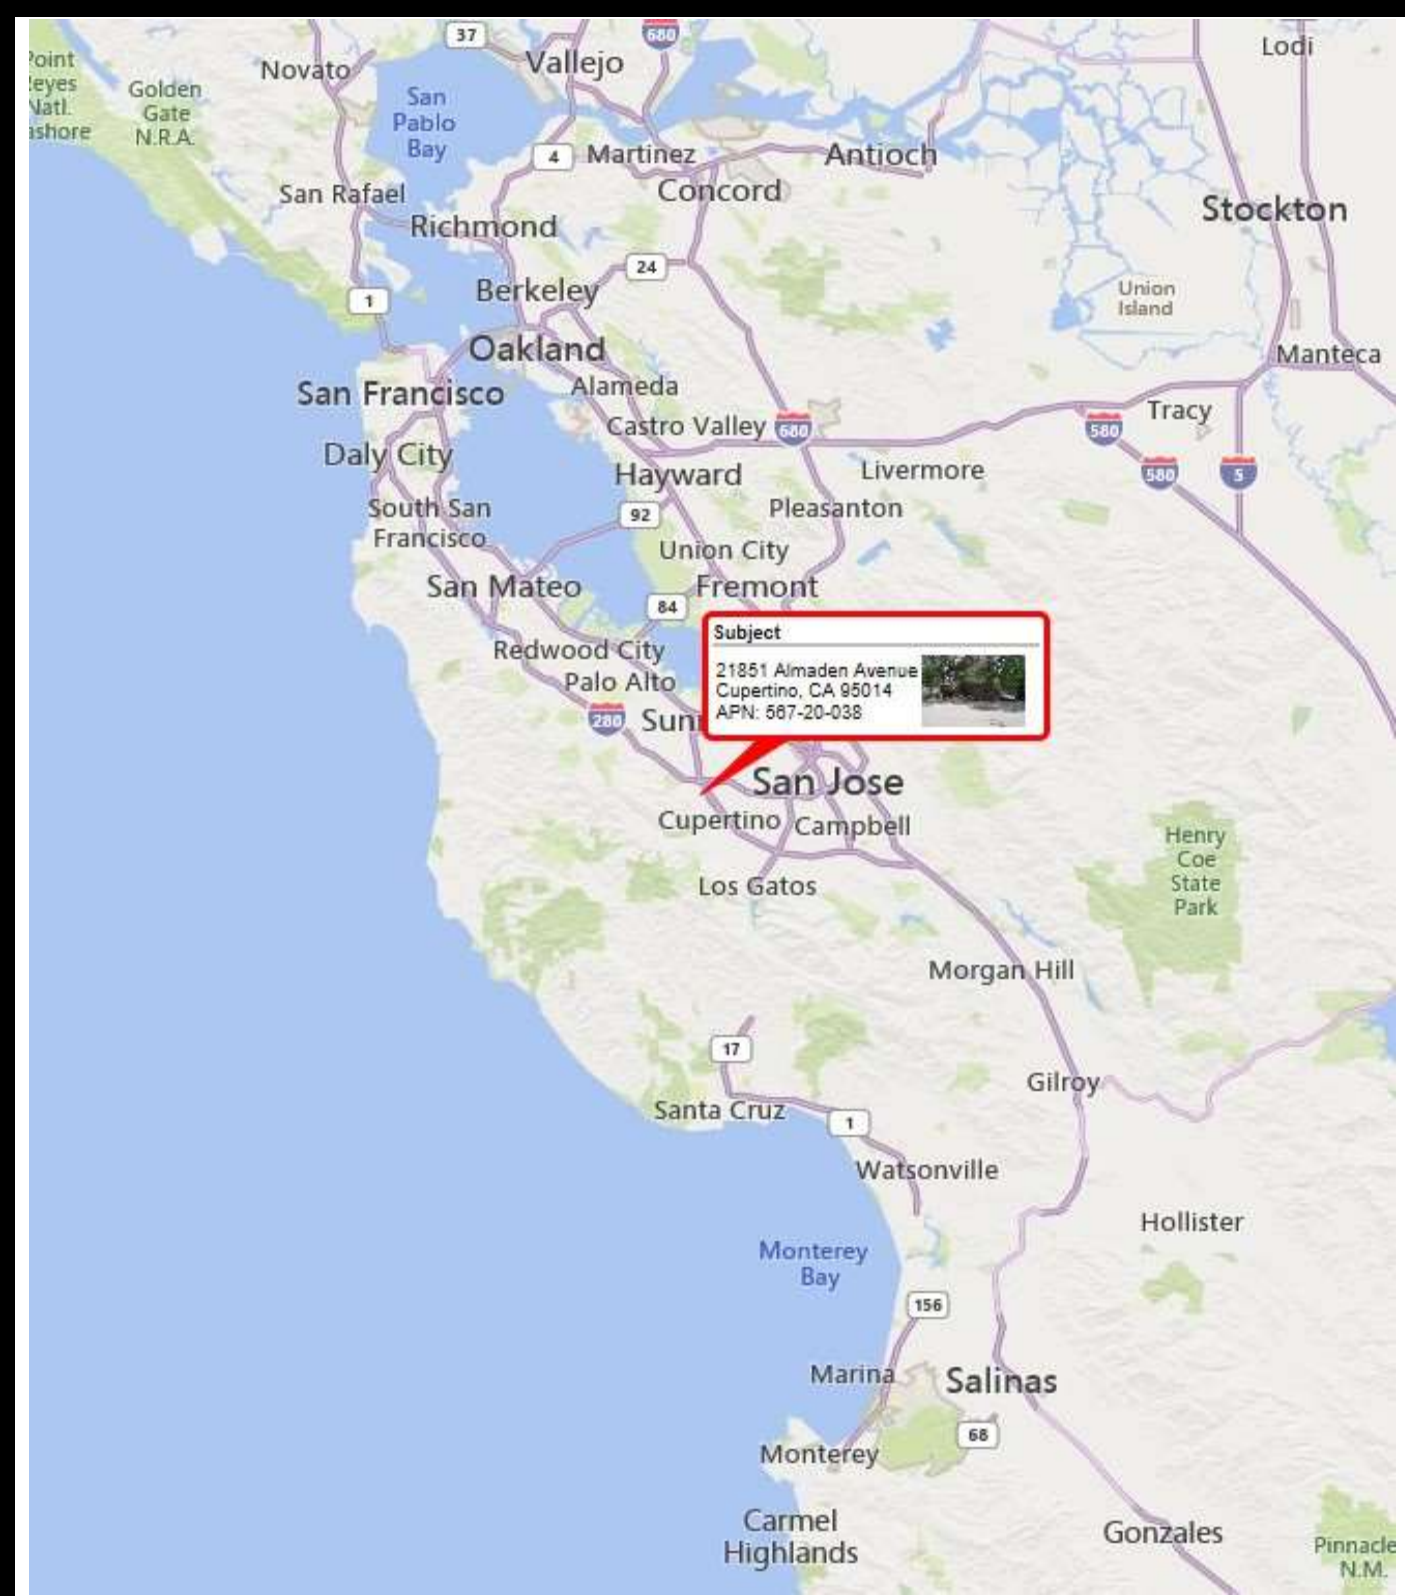 37
680
Lodi
Point
Reyes
Natl.
Seashore
Golden
Gate
N.R.A.
Novato
Vallejo
San
Pablo
Bay
4
Martinez
Antioch
Concord
San Rafael
Richmond
Stockton
24
1
Berkeley
Union
Island
Oakland
Manteca
San Francisco
Alameda
Castro Valley
680
580
Tracy
Daly City
Hayward
Livermore
580
5
South San
Francisco
92
Pleasanton
Union City
San Mateo
Fremont
84
Subject
21851 Almaden Avenue
Cupertino, CA 95014
APN: 567-20-038
Redwood City
Palo Alto
280
Sunn
San Jose
Cupertino
Campbell
Henry
Coe
State
Park
Los Gatos
Morgan Hill
17
Gilroy
Santa Cruz
1
Watsonville
Hollister
Monterey
Bay
156
Marina
Salinas
68
Monterey
Carmel
Highlands
Gonzales
Pinnacle
N.M.